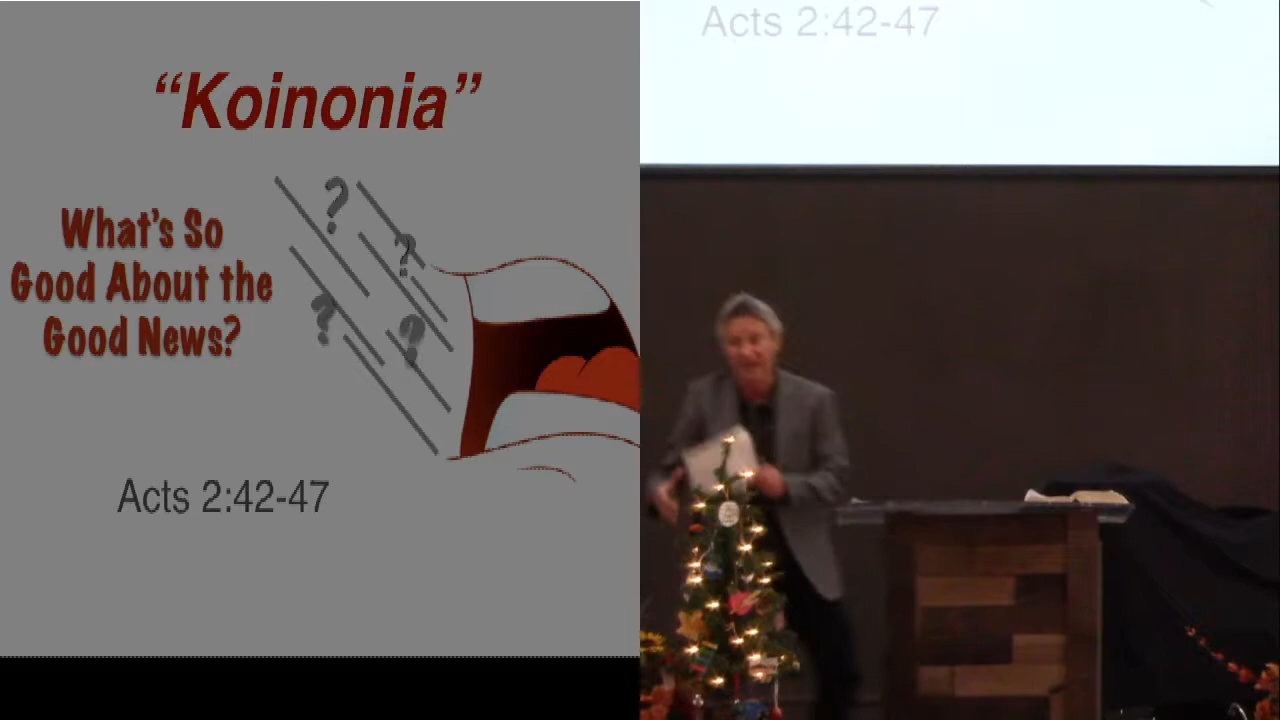 “Koinonia”
What's So
Good About the
Good News?
Acts 2:42-47
Acts 2:42-47